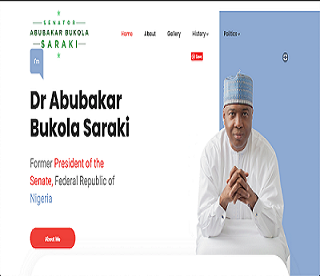 SENATOR
ABUBAKAR BUKOLA
SARAKI
Home About Gallery History Politics
Save
I'm
Dr Abubakar
Bukola Saraki
Former President of the
Senate, Federal Republic of
Nigeria
About Me